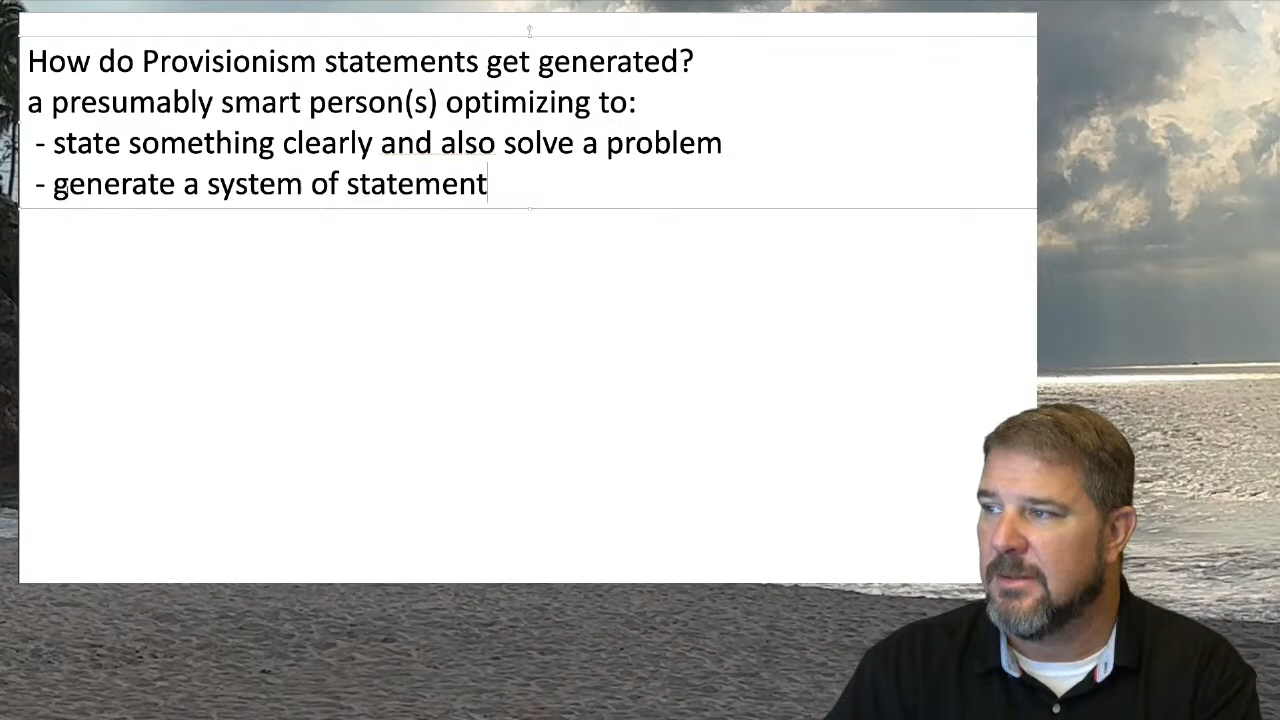 How do Provisionism statements get generated?
a presumably smart person(s) optimizing to:
- state something clearly and also solve a problem
- generate a system of statement